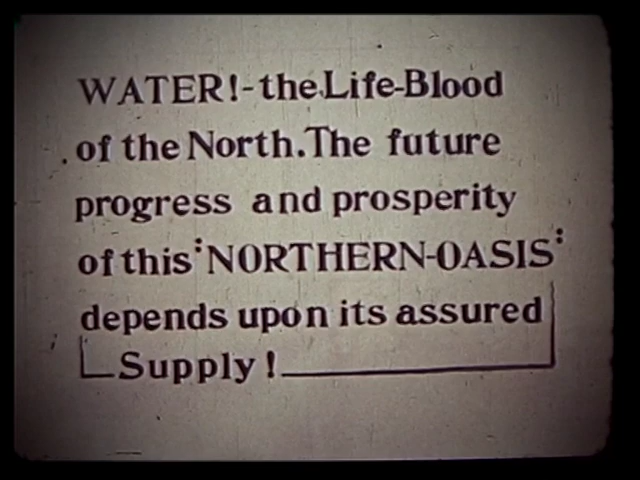 WATER!-the Life-Blood
of the North. The future
progress and prosperity
of this :NORTHERN-OASIS:
depends upon its assured
Supply!